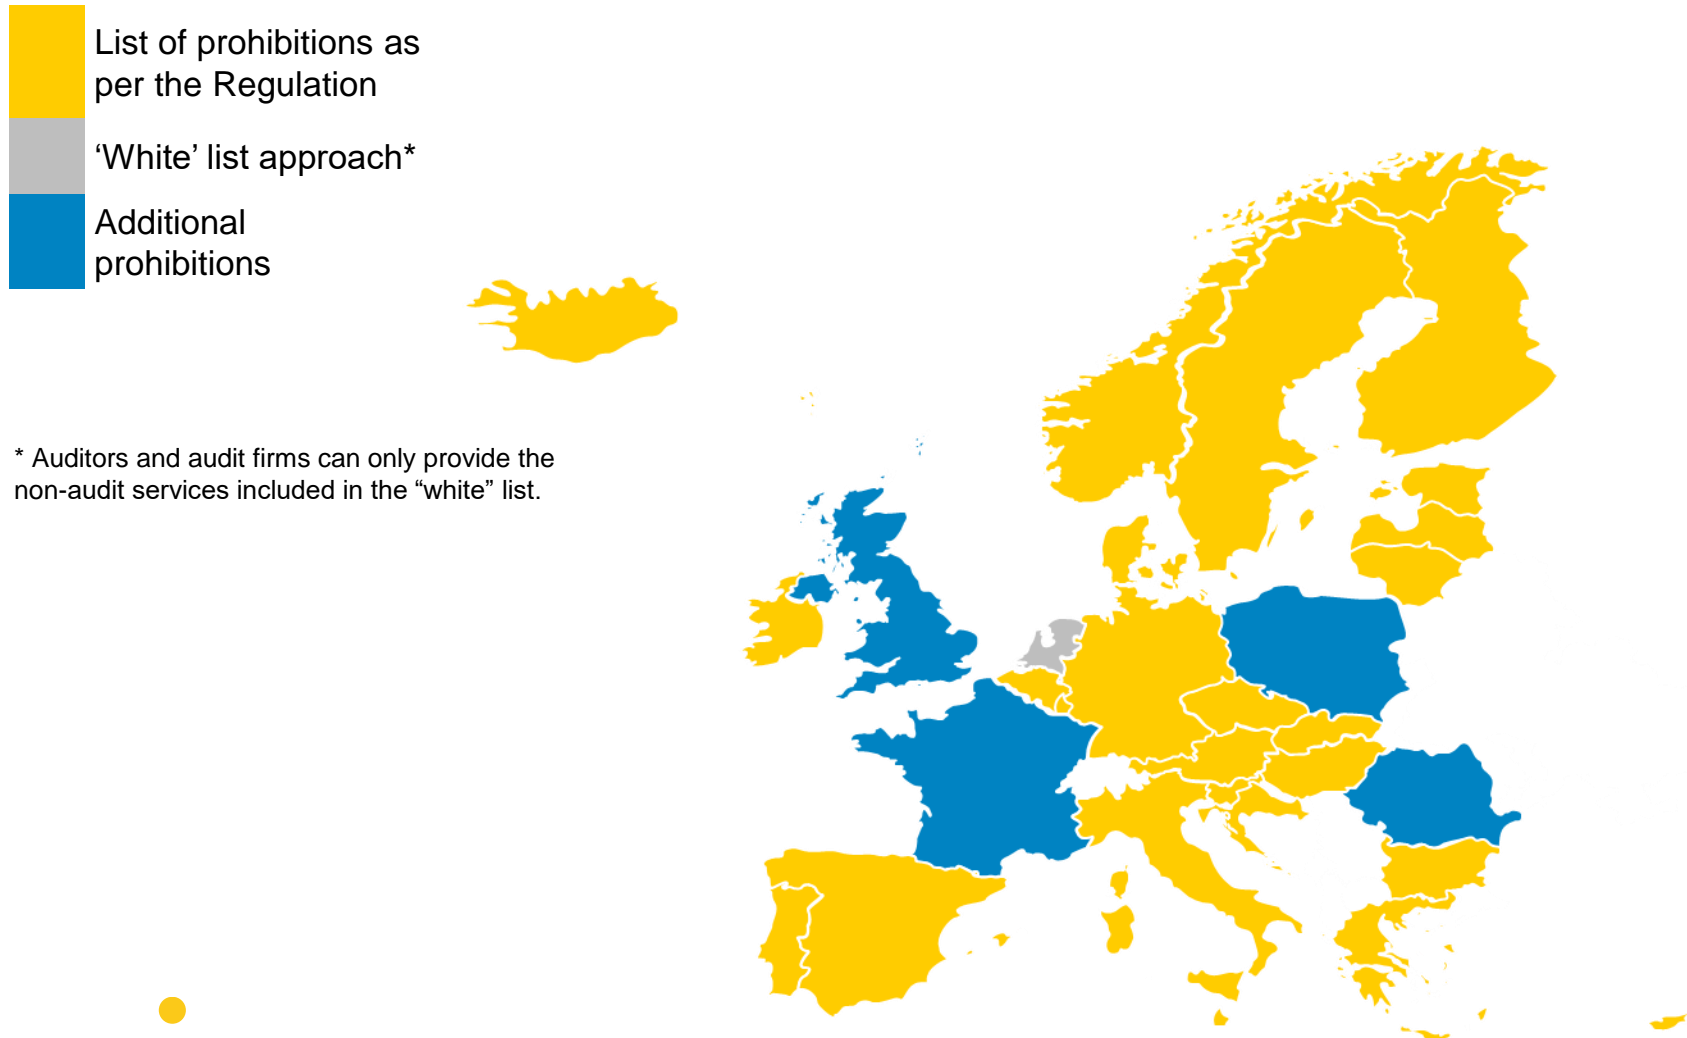 List of prohibitions as
per the Regulation
‘White’ list approach*
Additional
prohibitions
* Auditors and audit firms can only provide the
non-audit services included in the “white” list.